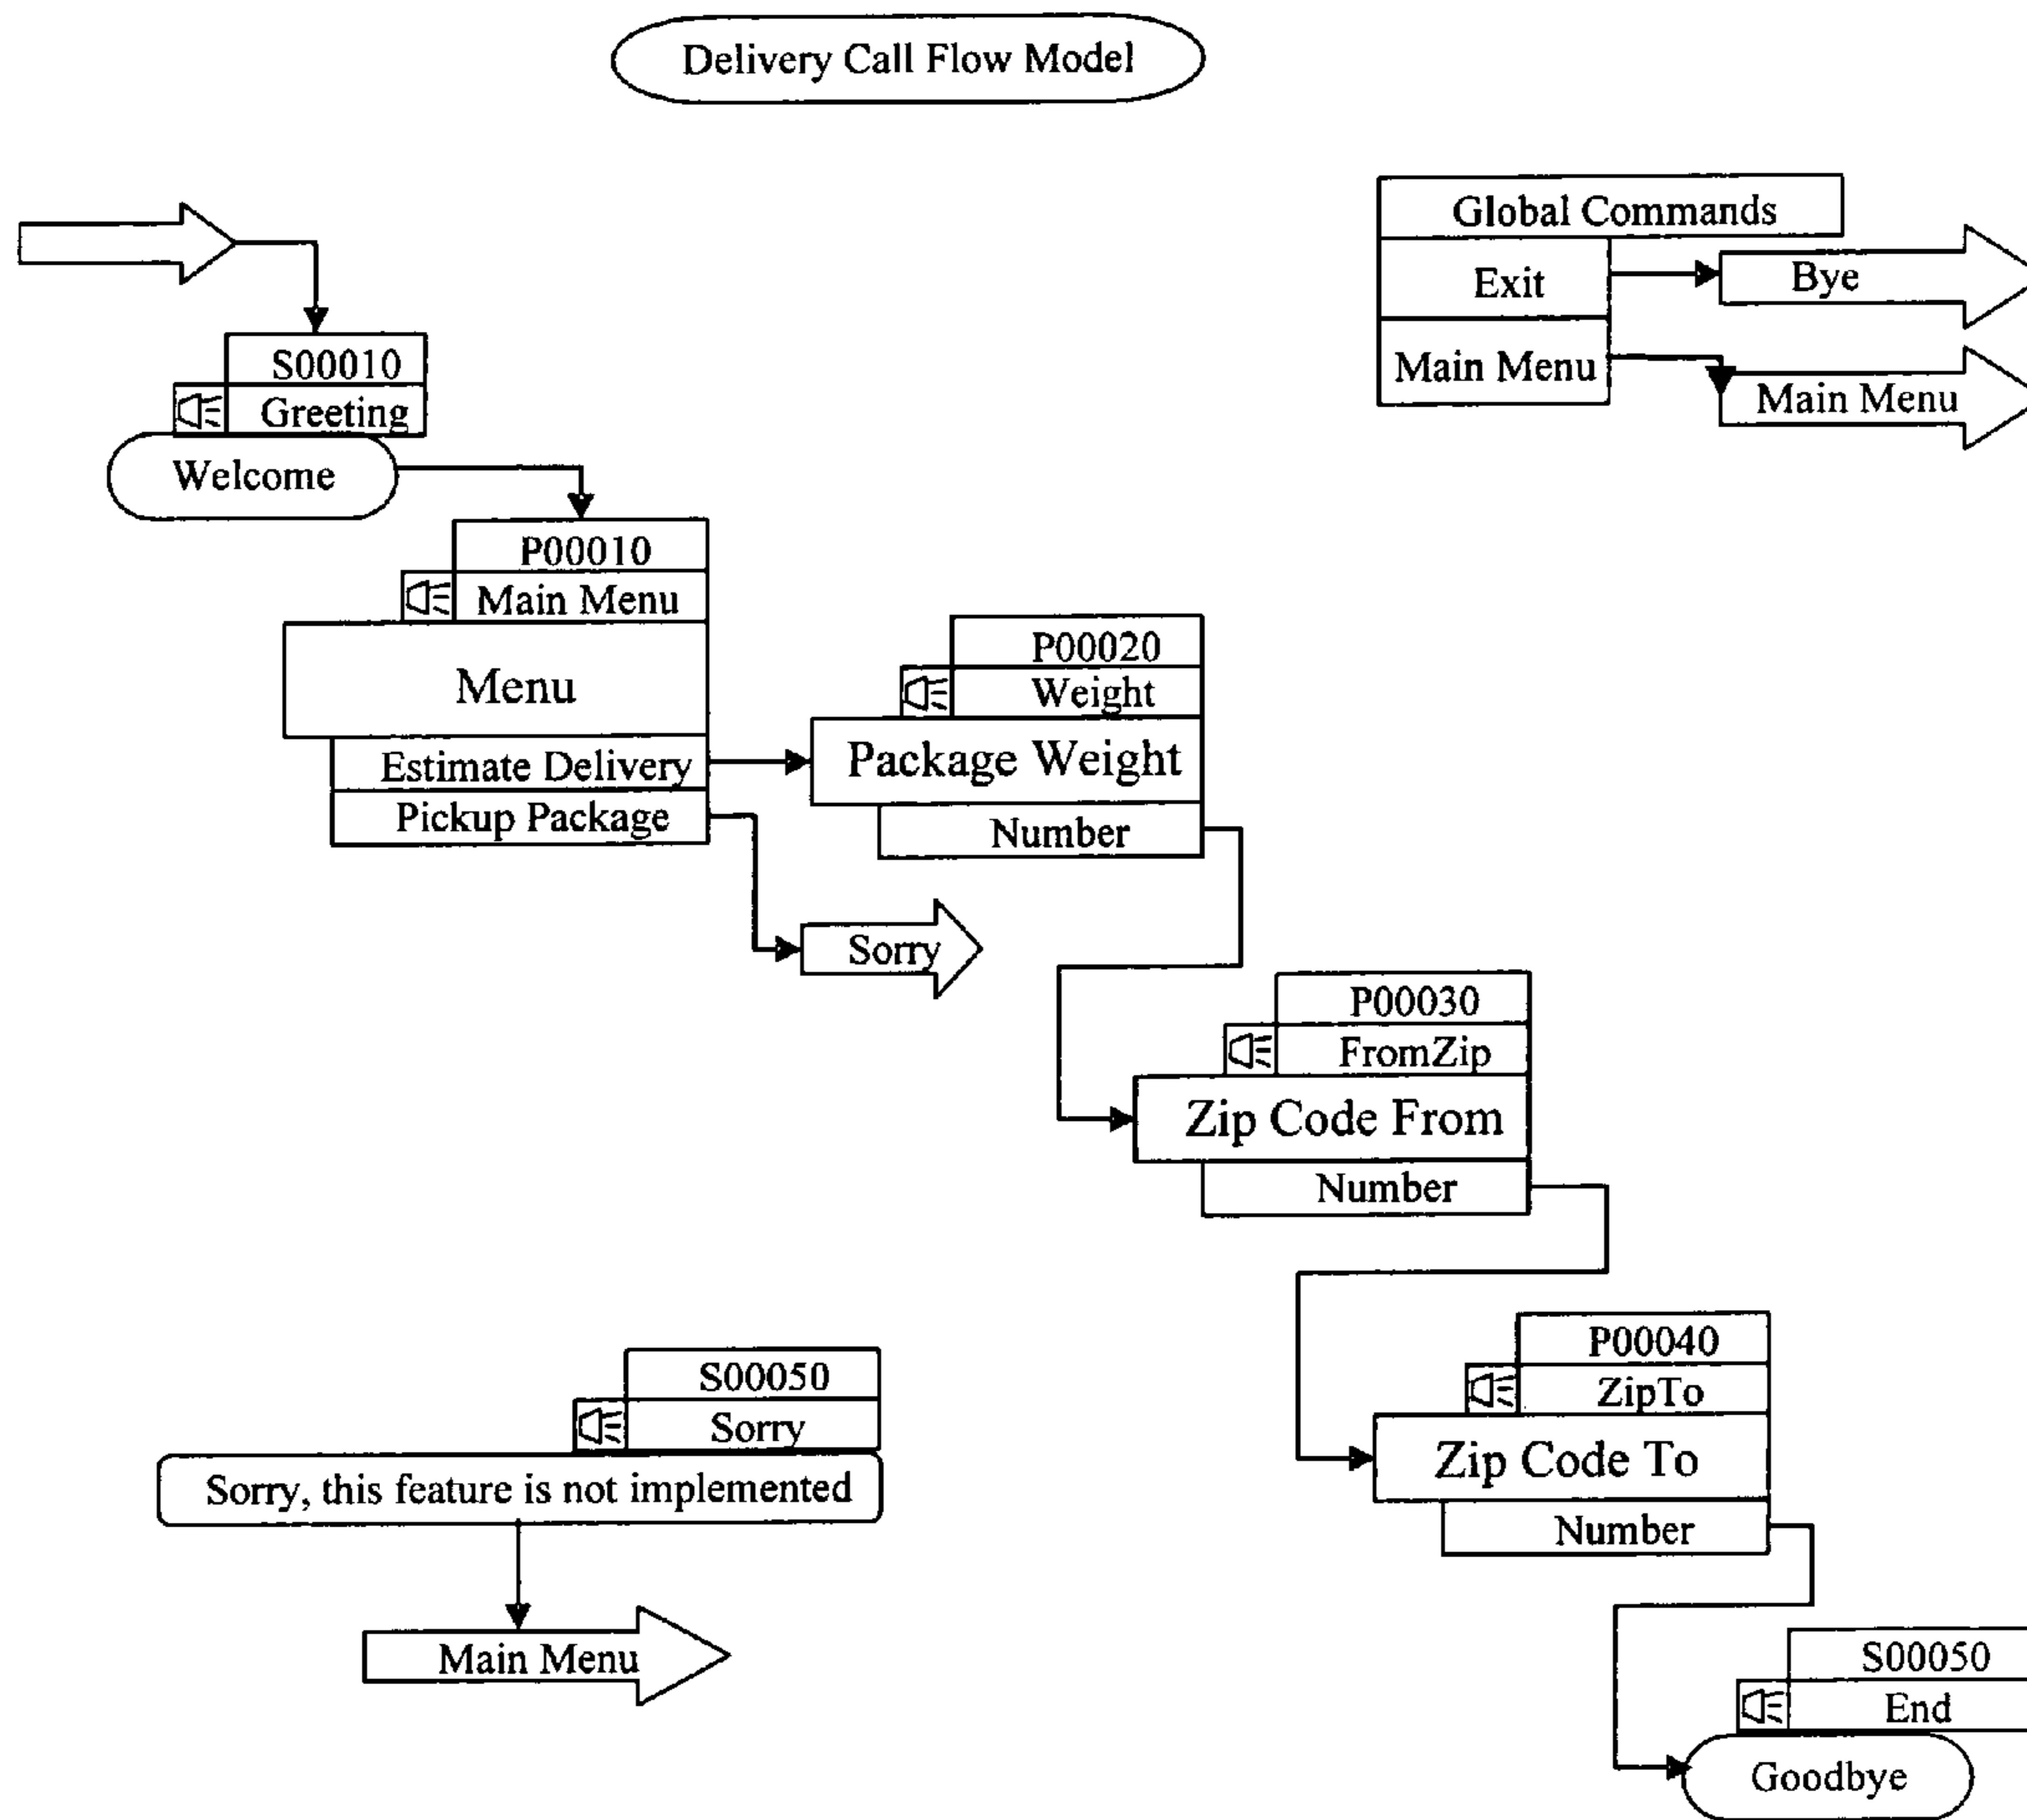 Delivery Call Flow Model
Global Commands
Exit
Bye
Main Menu
Main Menu
S00010
Greeting
Welcome
P00010
Main Menu
Menu
Estimate Delivery
Pickup Package
P00020
Weight
Package Weight
Number
Sorry
P00030
FromZip
Zip Code From
Number
P00040
ZipTo
Zip Code To
Number
S00050
Sorry
Sorry, this feature is not implemented
Main Menu
S00050
End
Goodbye